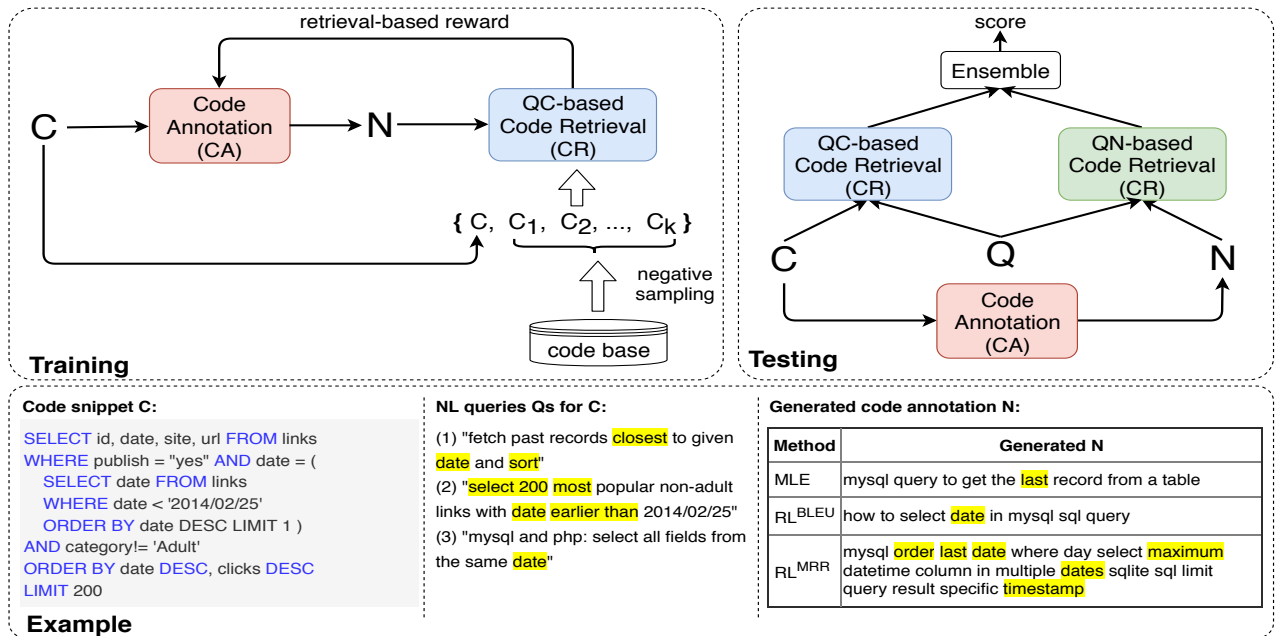 retrieval-based reward
C
Code
Annotation
(CA)
N
QC-based
Code Retrieval
(CR)
{ C, C1, C2, ..., Ck }
negative
sampling
code base
Training
score
Ensemble
QC-based
Code Retrieval
(CR)
QN-based
Code Retrieval
(CR)
C
Q
N
Code
Annotation
(CA)
Testing
Code snippet C:
SELECT id, date, site, url FROM links
WHERE publish = "yes" AND date = (
SELECT date FROM links
WHERE date < '2014/02/25'
ORDER BY date DESC LIMIT 1 )
AND category!= 'Adult'
ORDER BY date DESC, clicks DESC
LIMIT 200
NL queries Qs for C:
(1) "fetch past records closest to given
date and sort"
(2) "select 200 most popular non-adult
links with date earlier than 2014/02/25"
(3) "mysql and php: select all fields from
the same date"
Generated code annotation N:
Method Generated N
MLE mysql query to get the last record from a table
RL^BLEU how to select date in mysql sql query
RL^MRR mysql order last date where day select maximum
datetime column in multiple dates sqlite sql limit
query result specific timestamp
Example